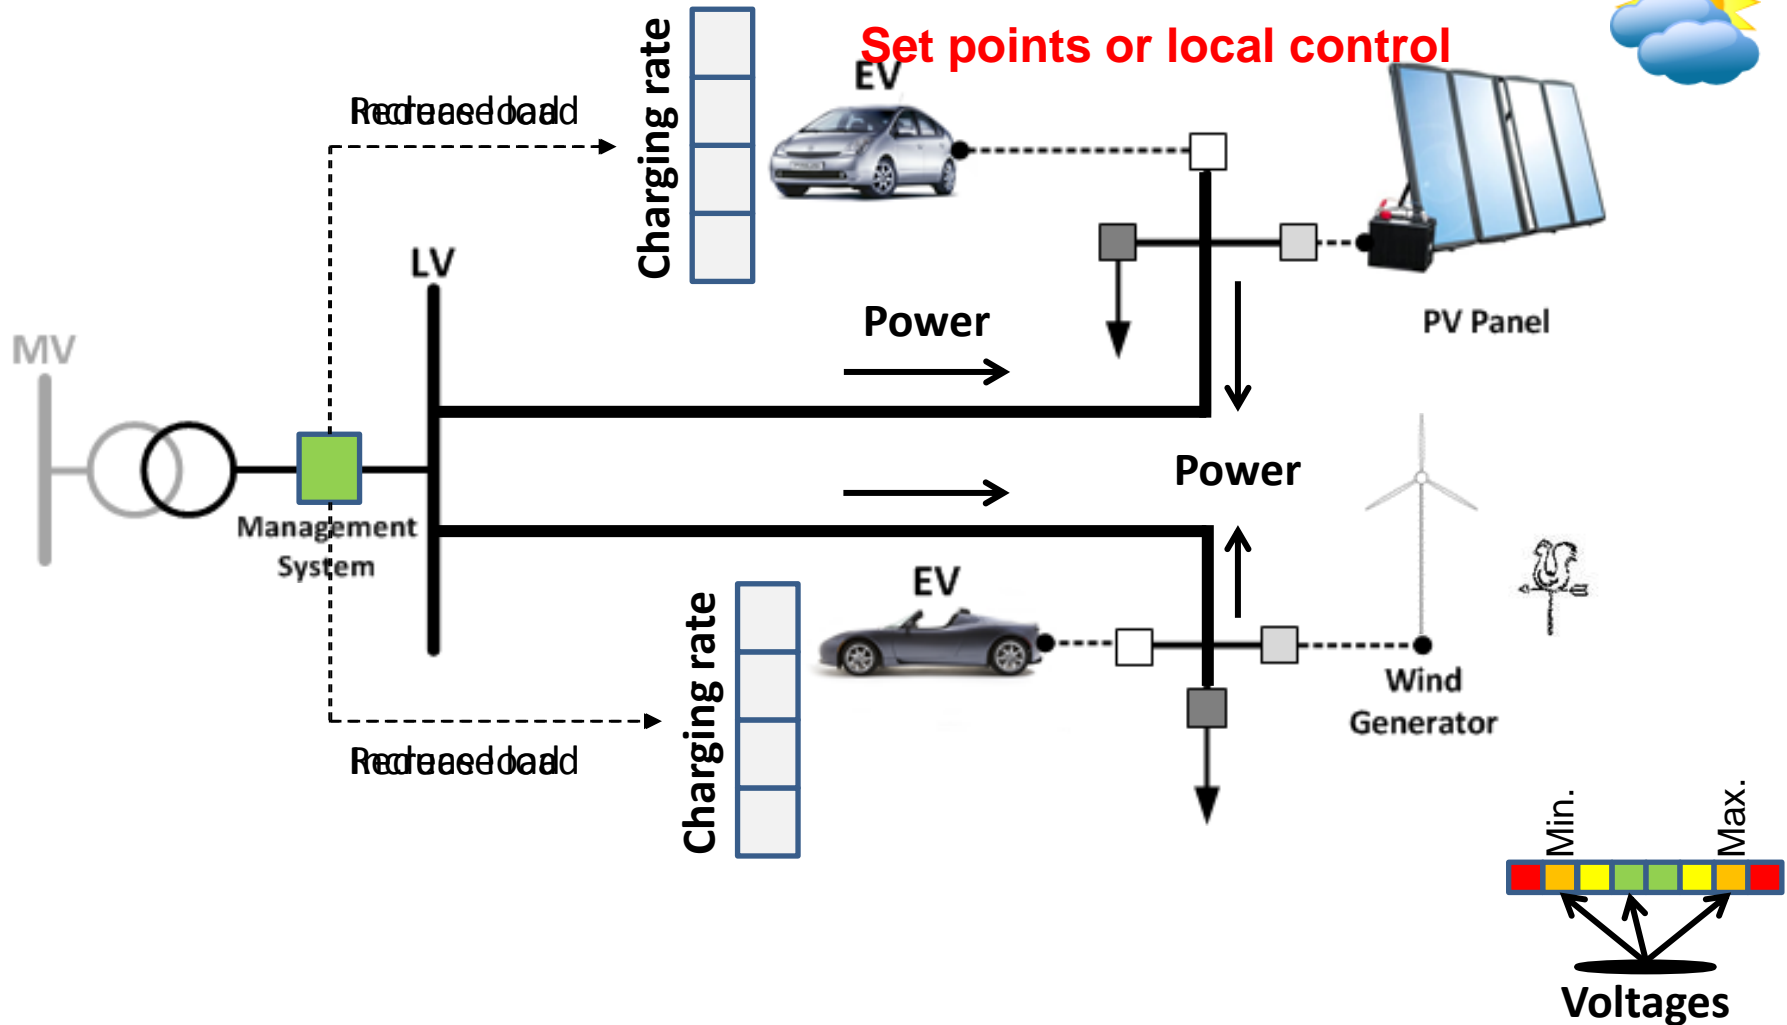 Set points or local control
EV
Charging rate
LV
MV
Power
PV Panel
Power
Management
System
EV
Charging rate
Wind
Generator
Min.
Max.
Voltages